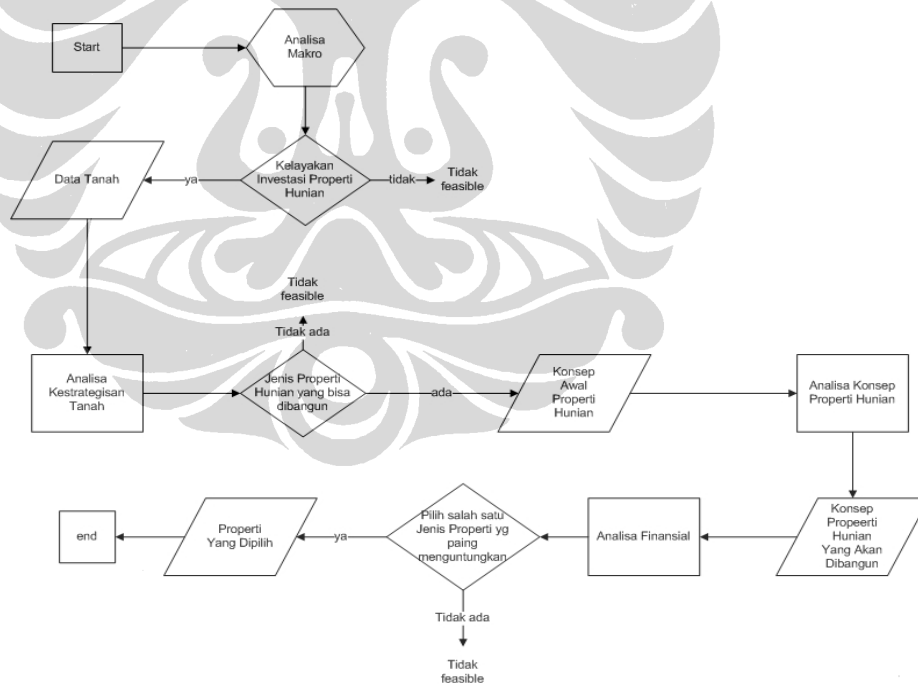 Start
Analisa
Makro
Kelayakan
Investasi Properti
Hunian
tidak
Tidak
feasible
ya
Data Tanah
Analisa
Kestrategisan
Tanah
Jenis Properti
Hunian yang bisa
dibangun
Tidak ada
Tidak
feasible
ada
Konsep
Awal
Properti
Hunian
Analisa Konsep
Properti Hunian
Konsep
Propeerti
Hunian
Yang Akan
Dibangun
Analisa Finansial
Pilih salah satu
Jenis Properti yg
paing
menguntungkan
Tidak ada
Tidak
feasible
ya
Properti
Yang Dipilih
end